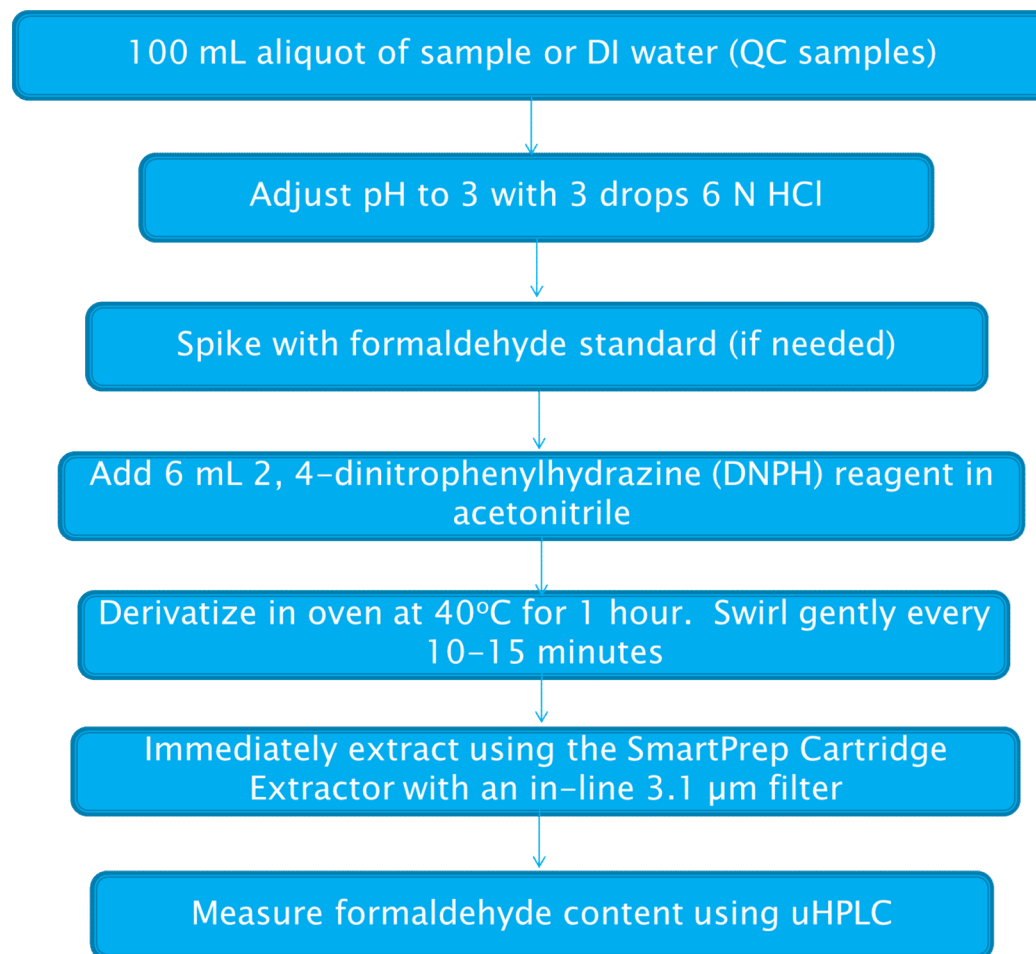 100 mL aliquot of sample or DI water (QC samples)
Adjust pH to 3 with 3 drops 6 N HCl
Spike with formaldehyde standard (if needed)
Add 6 mL 2, 4-dinitrophenylhydrazine (DNPH) reagent in
acetonitrile
Derivatize in oven at 40ºC for 1 hour.  Swirl gently every
10-15 minutes
Immediately extract using the SmartPrep Cartridge
Extractor with an in-line 3.1 µm filter
Measure formaldehyde content using uHPLC